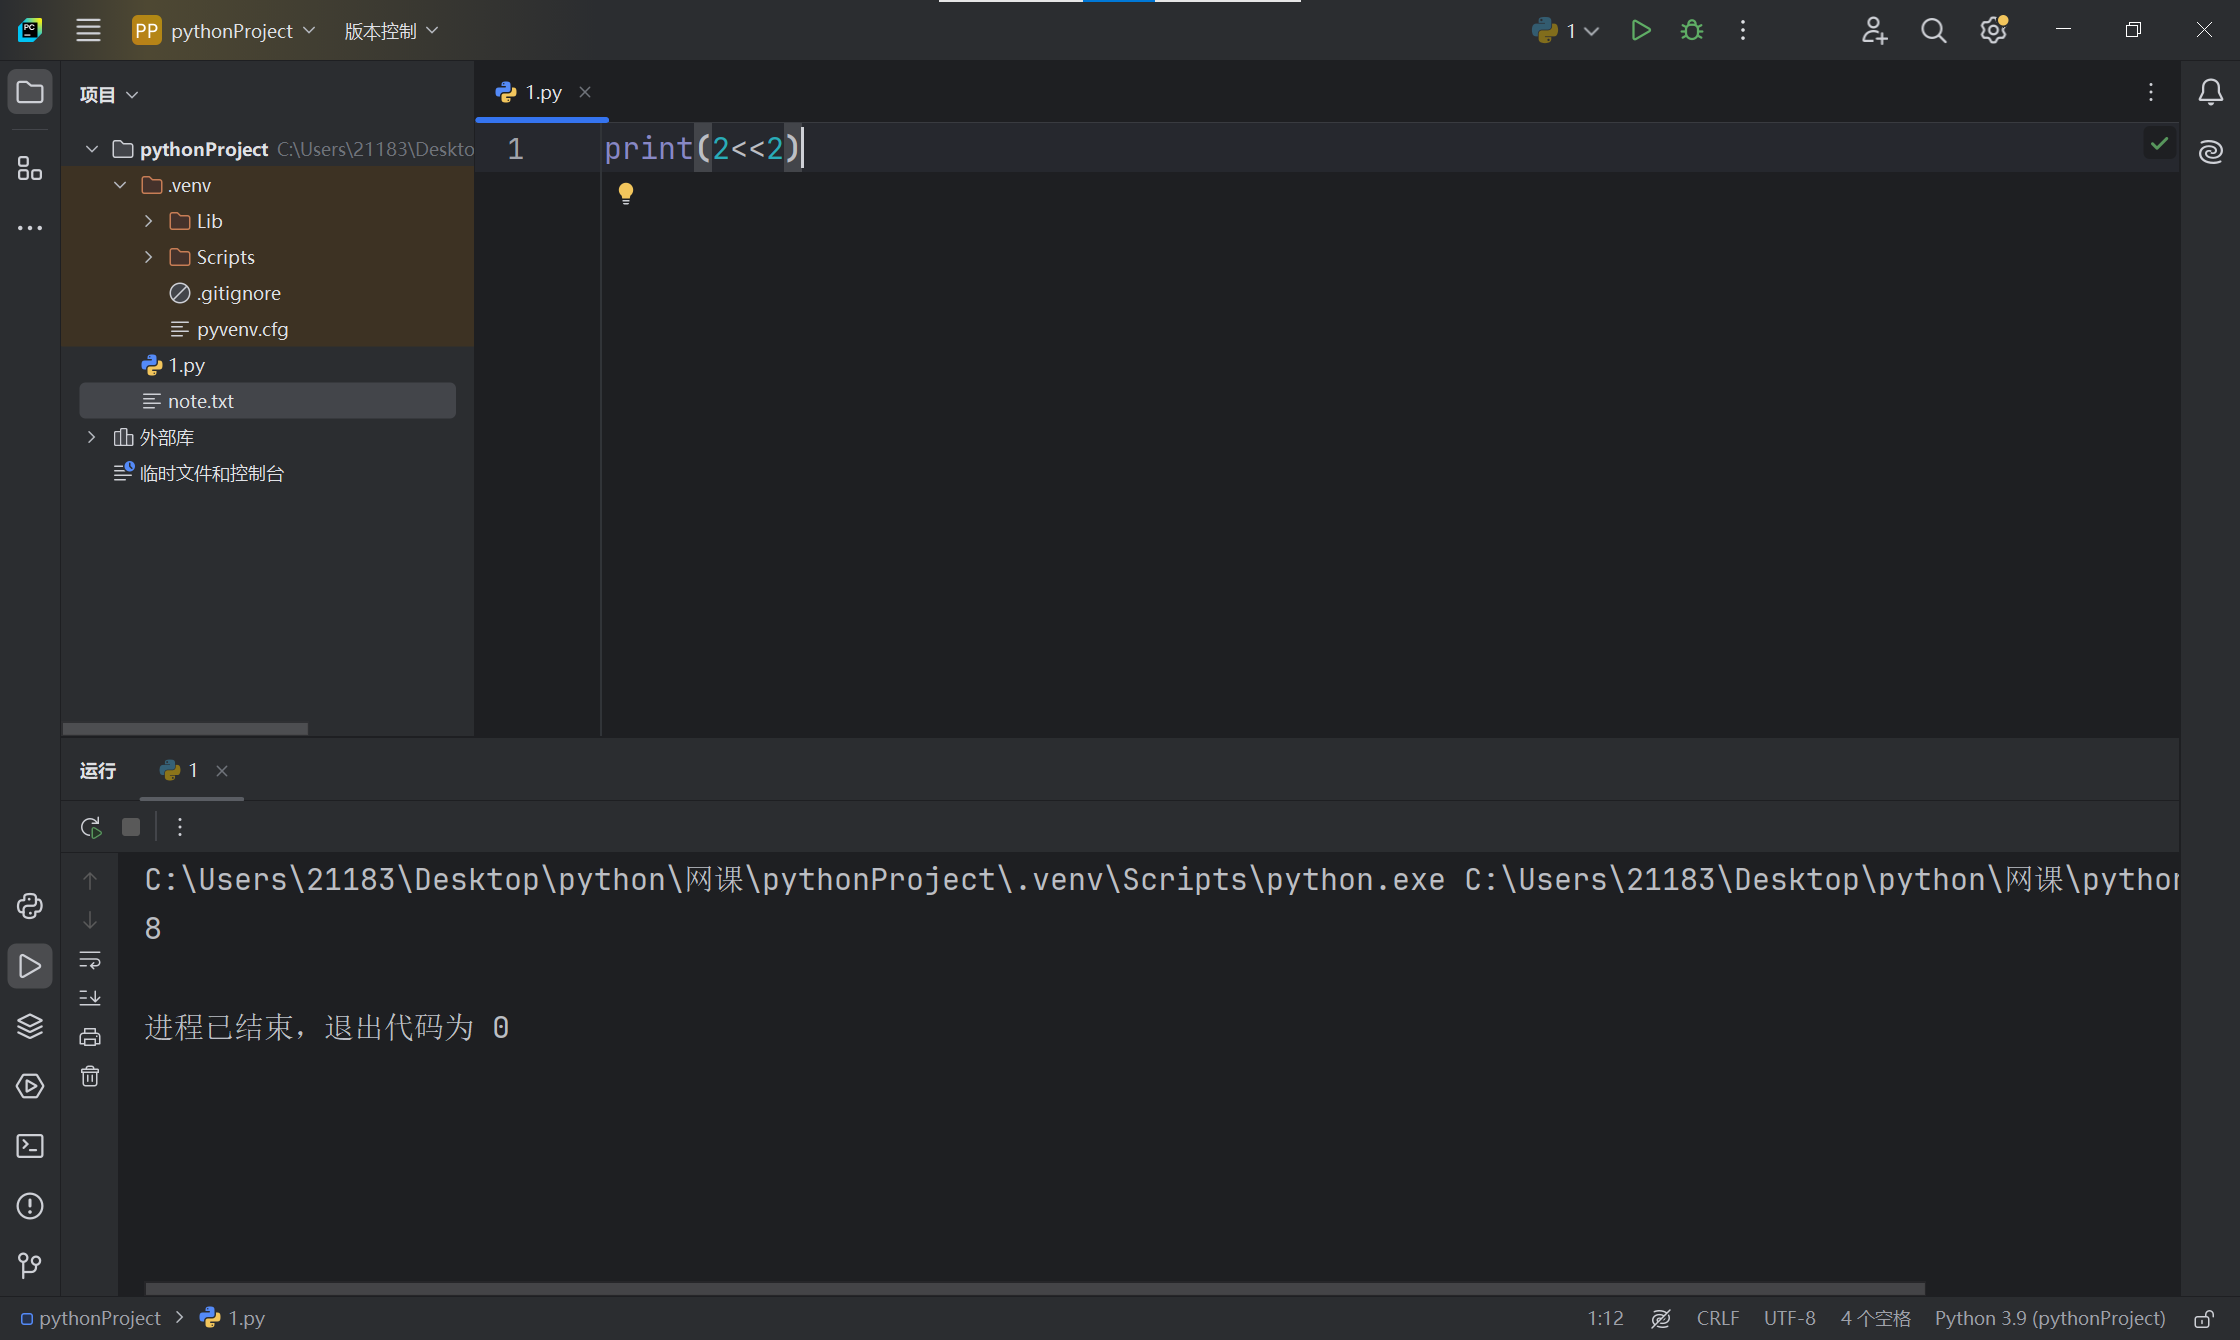 PP pythonProject 版本控制 1
项目
1.py
pythonProject C:\Users\21183\Deskto
.venv
Lib
Scripts
.gitignore
pyvenv.cfg
1.py
note.txt
外部库
临时文件和控制台
1 print(2<<2)
运行 1
C:\Users\21183\Desktop\python\网课\pythonProject\.venv\Scripts\python.exe C:\Users\21183\Desktop\python\网课\python
8
进程已结束，退出代码为 0
pythonProject 1.py 1:12 CRLF UTF-8 4 个空格 Python 3.9 (pythonProject)